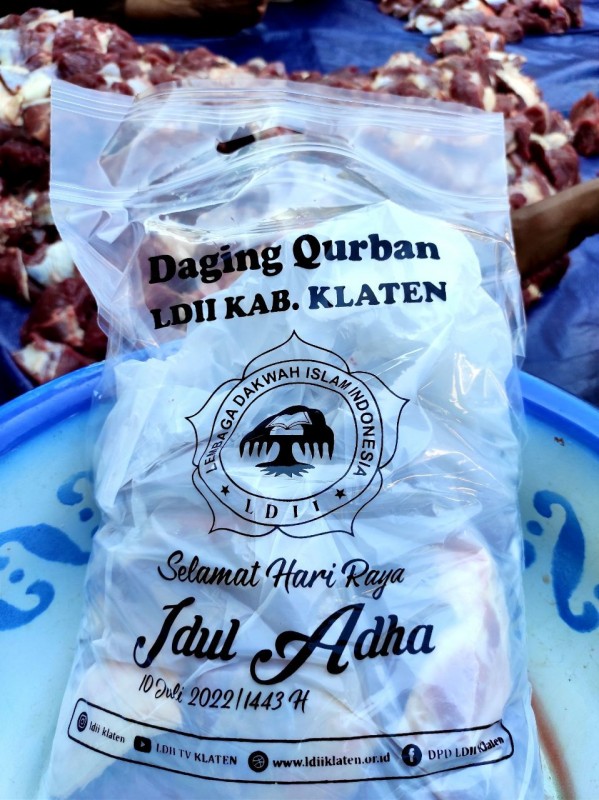 Daging Qurban
LDII KAB. KLATEN
LEMBAGA DAKWAH ISLAM INDONESIA
★ LDII ★
Selamat Hari Raya
Idul Adha
10 Juli 2022/1443 H
ldii klaten LDII TV KLATEN www.ldiiklaten.or.id DPD LDII Klaten